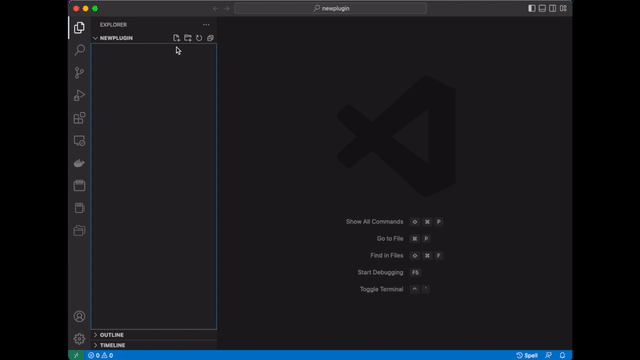 newplugin
EXPLORER
NEWPLUGIN
Show All Commands ⇧ ⌘ P
Go to File ⌘ P
Find in Files ⇧ ⌘ F
Start Debugging F5
Toggle Terminal ^ `
OUTLINE
TIMELINE
0 0 Spell